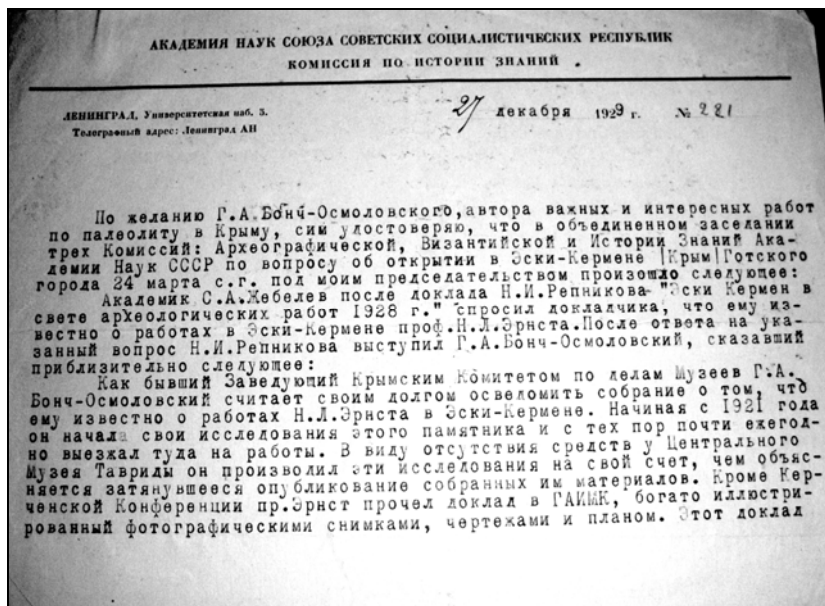 АКАДЕМИЯ НАУК СОЮЗА СОВЕТСКИХ СОЦИАЛИСТИЧЕСКИХ РЕСПУБЛИК
КОМИССИЯ ПО ИСТОРИИ ЗНАНИЙ .
ЛЕНИНГРАД, Университетская наб. 5.
Телеграфный адрес: Ленинград АН
27 декабря 1929 г. № 221
По желанию Г.А.Бонч-Осмоловского,автора важных и интересных работ
по палеолиту в Крыму, сим удостоверяю, что в объединенном заседании
трех Комиссий: Археографической, Византийской и Истории Знаний Ака-
демии Наук СССР по вопросу об открытии в Эски-Кермене |Крым|Готского
города 24 марта с.г. под моим председательством произошло следующее:
Академик С.А.Жебелев после доклада Н.И.Репникова-"Эски Кермен в
свете археологических работ 1928 г." спросил докладчика, что ему из-
вестно о работах в Эски-Кермене проф.Н.Л.Эрнста.После ответа на ука-
занный вопрос Н.И.Репникова выступил Г.А.Бонч-Осмоловский, сказавший
приблизительно следующее:
Как бывший Заведующий Крымским Комитетом по делам Музеев Г.А.
Бонч-Осмоловский считает своим долгом осведомить собрание о том, что
ему известно о работах Н.Л.Эрнста в Эски-Кермене. Начиная с 1921 года
он начала свои исследования этого памятника и с тех пор почти ежегод-
но выезжал туда на работы. В виду отсутствия средств у Центрального
Музея Тавриды он производил эти исследования на свой счет, чем объяс-
няется затянувшееся опубликование собранных им материалов. Кроме Кер-
ченской Конференции пр.Эрнст прочел доклад в ГАИМК, богато иллюстри-
рованный фотографическими снимками, чертежами и планом. Этот доклад